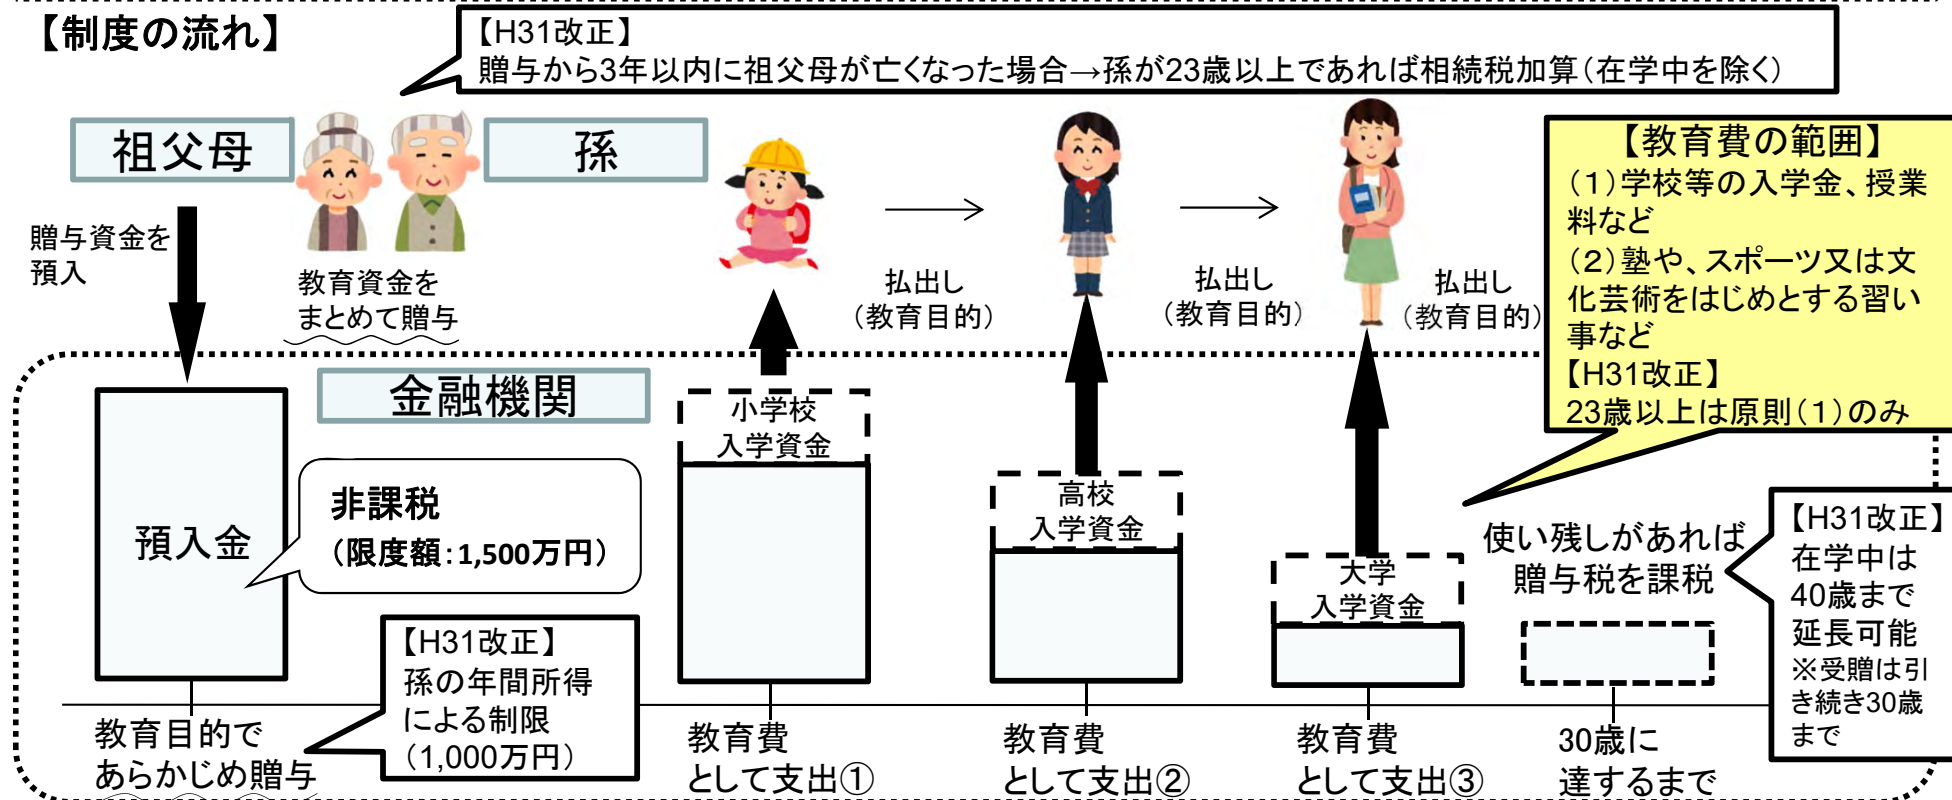 【制度の流れ】
【H31改正】
贈与から3年以内に祖父母が亡くなった場合→孫が23歳以上であれば相続税加算（在学中を除く）
祖父母
孫
贈与資金を
預入
教育資金を
まとめて贈与
払出し
（教育目的）
払出し
（教育目的）
払出し
（教育目的）
【教育費の範囲】
（１）学校等の入学金、授業
料など
（２）塾や、スポーツ又は文
化芸術をはじめとする習い
事など
【H31改正】
23歳以上は原則（１）のみ
金融機関
預入金
非課税
（限度額：1,500万円）
小学校
入学資金
高校
入学資金
大学
入学資金
使い残しがあれば
贈与税を課税
【H31改正】
在学中は
40歳まで
延長可能
※受贈は引
き続き30歳
まで
【H31改正】
孫の年間所得
による制限
（1,000万円）
教育目的で
あらかじめ贈与
教育費
として支出①
教育費
として支出②
教育費
として支出③
30歳に
達するまで